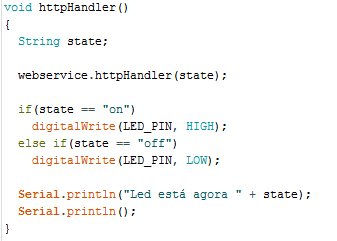 void httpHandler()
{
String state;
webservice.httpHandler(state);
if(state == "on")
digitalWrite(LED_PIN, HIGH);
else if(state == "off")
digitalWrite(LED_PIN, LOW);
Serial.println("Led está agora " + state);
Serial.println();
}